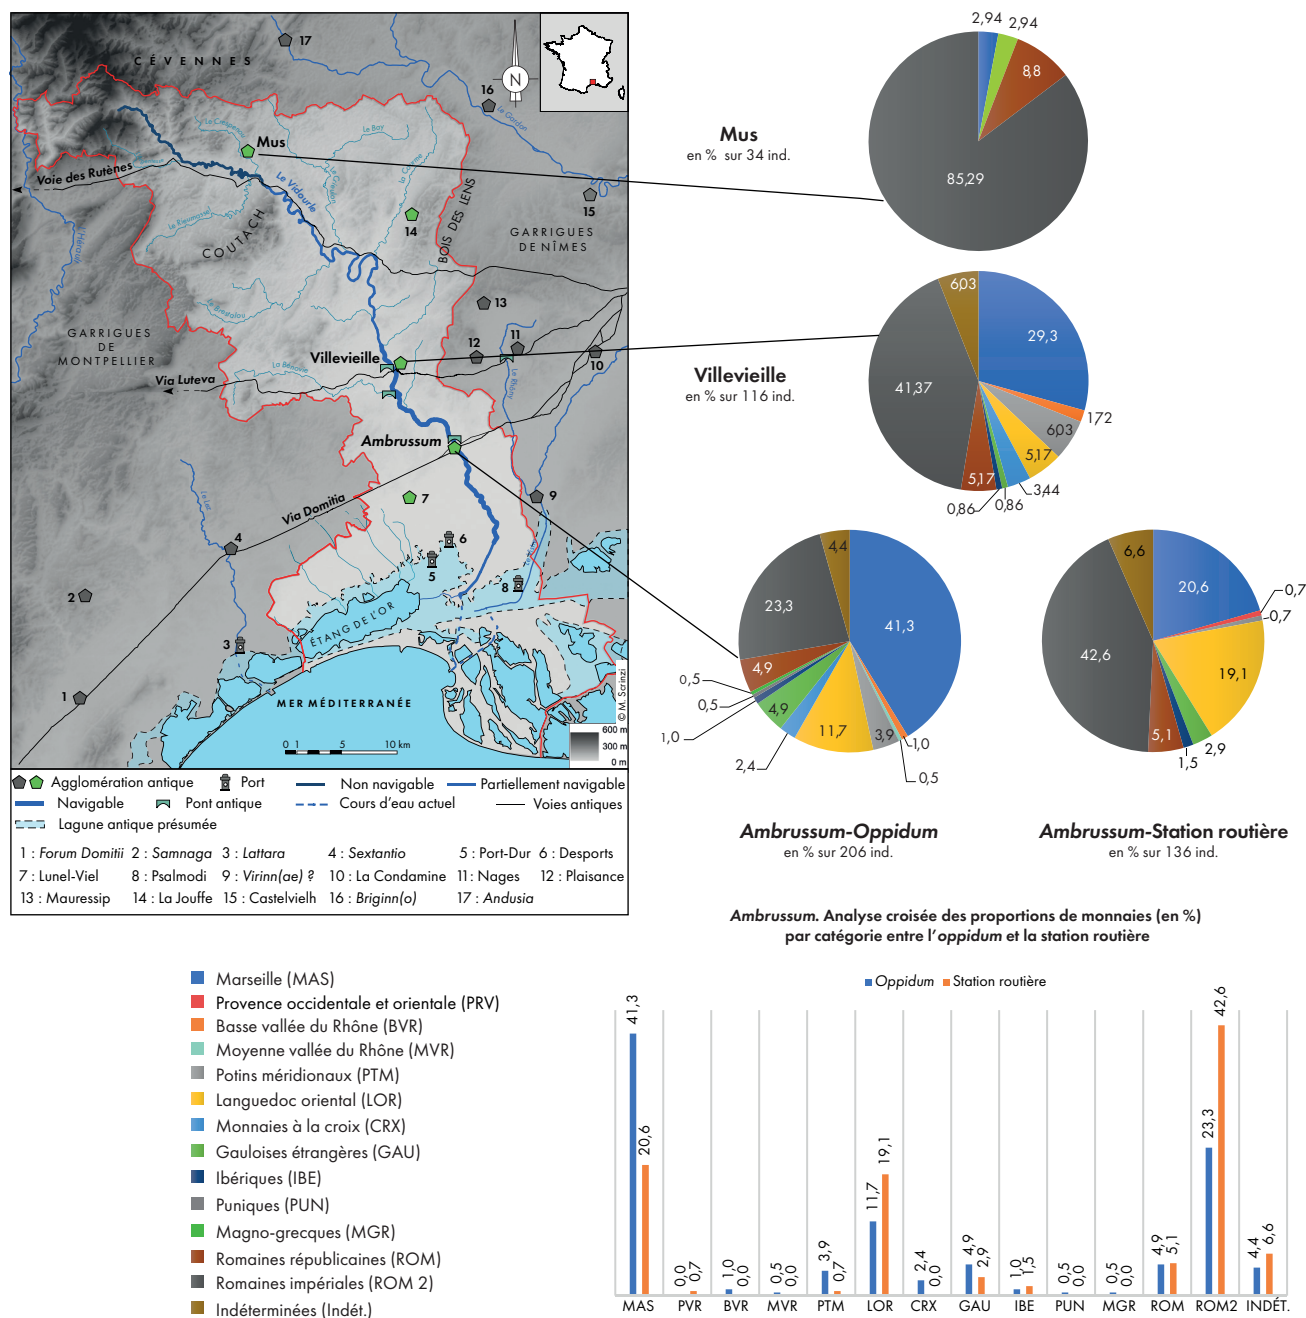 17
CÉVENNES
N
16
Le Gardon
Mus
Le Bay
Voie des Rutènes
Le Vidourle
15
14
BOIS DES LENS
GARRIGUES
DE NÎMES
Le Rieumassel
COUTACH
L'Hérault
13
Le Brestalou
GARRIGUES
DE
MONTPELLIER
12
11
10
Villevieille
La Bénovie
Le Rhôny
Via Luteva
Ambrussum
7
9
Via Domitia
Le Lez
4
6
5
8
2
ÉTANG DE L'OR
3
1
MER MÉDITERRANÉE
© M. Scrinzi
600 m
300 m
0 m
0 1 5 10 km
Agglomération antique Port Non navigable Partiellement navigable
Navigable Pont antique Cours d'eau actuel Voies antiques
Lagune antique présumée
1 : Forum Domitii 2 : Samnaga 3 : Lattara 4 : Sextantio 5 : Port-Dur 6 : Desports
7 : Lunel-Viel 8 : Psalmodi 9 : Virinn(ae) ? 10 : La Condamine 11: Nages 12 : Plaisance
13 : Mauressip 14 : La Jouffe 15 : Castelvielh 16 : Briginn(o) 17 : Andusia
Mus
en % sur 34 ind.
2,94
2,94
8,8
85,29
Villevieille
en % sur 116 ind.
6,03
29,3
41,37
1,72
6,03
5,17
3,44
0,86
0,86
5,17
4,4
41,3
23,3
4,9
0,5
0,5
1,0
4,9
2,4
11,7
3,9
1,0
0,5
Ambrussum-Oppidum
en % sur 206 ind.
6,6
20,6
0,7
0,7
42,6
19,1
5,1
1,5
2,9
Ambrussum-Station routière
en % sur 136 ind.
Ambrussum. Analyse croisée des proportions de monnaies (en %)
par catégorie entre l'oppidum et la station routière
Oppidum Station routière
Marseille (MAS)
Provence occidentale et orientale (PRV)
Basse vallée du Rhône (BVR)
Moyenne vallée du Rhône (MVR)
Potins méridionaux (PTM)
Languedoc oriental (LOR)
Monnaies à la croix (CRX)
Gauloises étrangères (GAU)
Ibériques (IBE)
Puniques (PUN)
Magno-grecques (MGR)
Romaines républicaines (ROM)
Romaines impériales (ROM 2)
Indéterminées (Indét.)
41,3 20,6
0,0 0,7
1,0 0,0
0,5 0,0
3,9 0,7
11,7 19,1
2,4 0,0
4,9 2,9
1,0 1,5
0,5 0,0
0,5 0,0
4,9 5,1
23,3 42,6
4,4 6,6
MAS PVR BVR MVR PTM LOR CRX GAU IBE PUN MGR ROM ROM2 INDÉT.